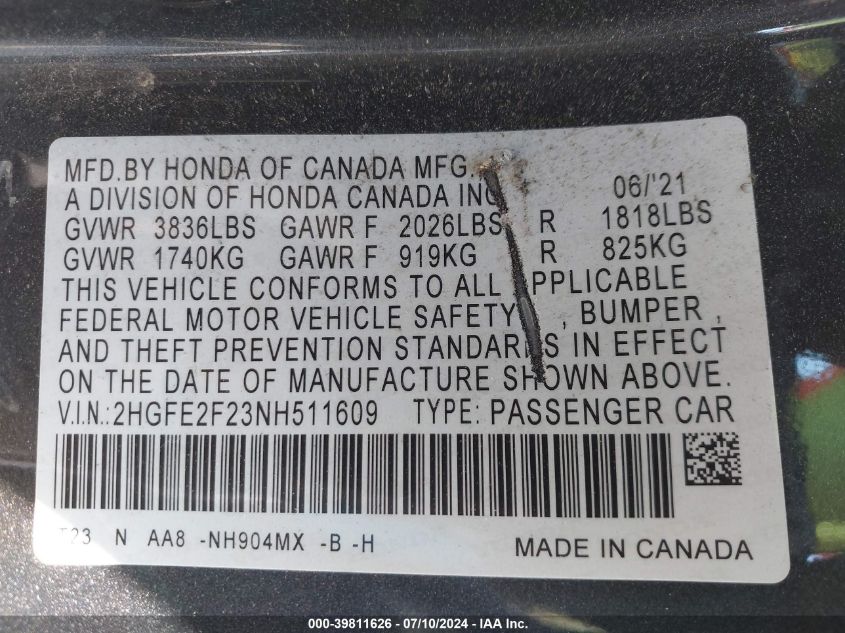 MFD.BY HONDA OF CANADA MFG.
A DIVISION OF HONDA CANADA INC 06/'21
GVWR 3836LBS GAWR F 2026LBS R 1818LBS
GVWR 1740KG GAWR F 919KG R 825KG
THIS VEHICLE CONFORMS TO ALL PPLICABLE
FEDERAL MOTOR VEHICLE SAFETY , BUMPER ,
AND THEFT PREVENTION STANDARDS IN EFFECT
ON THE DATE OF MANUFACTURE SHOWN ABOVE.
V.I.N.:2HGFE2F23NH511609 TYPE: PASSENGER CAR
T23 N AA8 -NH904MX -B -H MADE IN CANADA
000-39811626 - 07/10/2024 - IAA Inc.